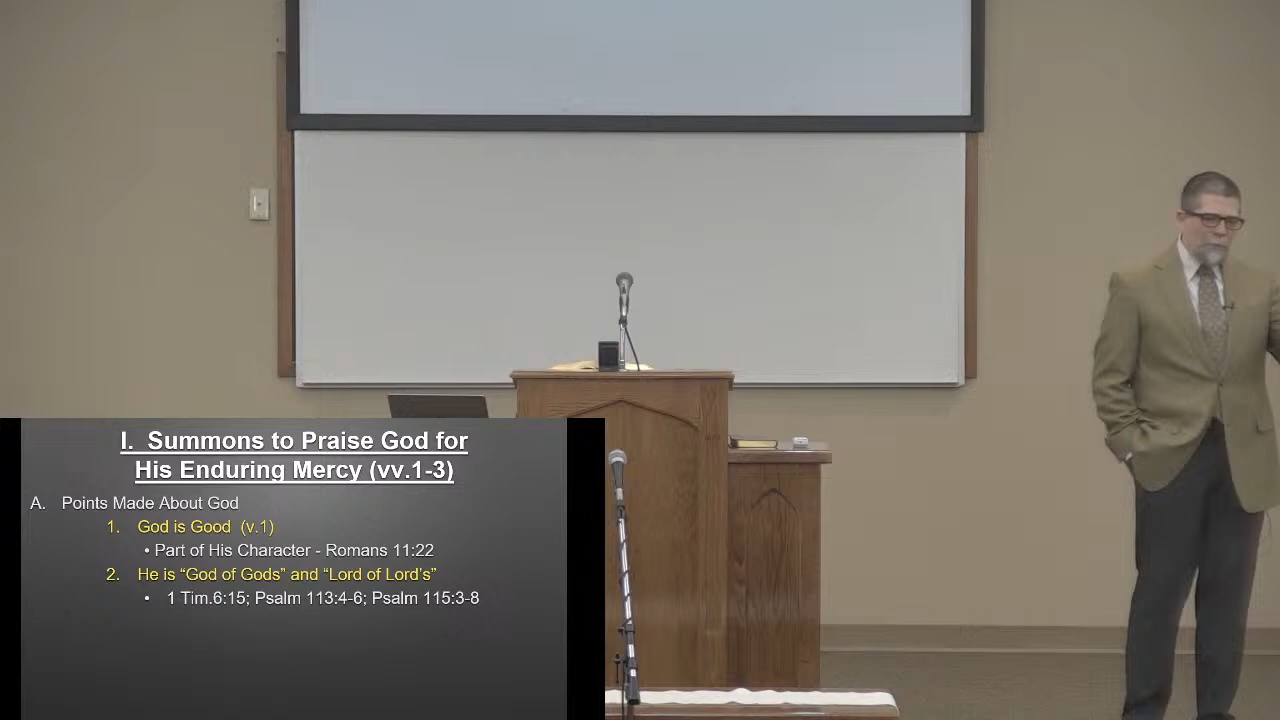 I. Summons to Praise God for
His Enduring Mercy (vv.1-3)
A. Points Made About God
1. God is Good (v.1)
• Part of His Character - Romans 11:22
2. He is “God of Gods” and “Lord of Lord’s”
• 1 Tim.6:15; Psalm 113:4-6; Psalm 115:3-8